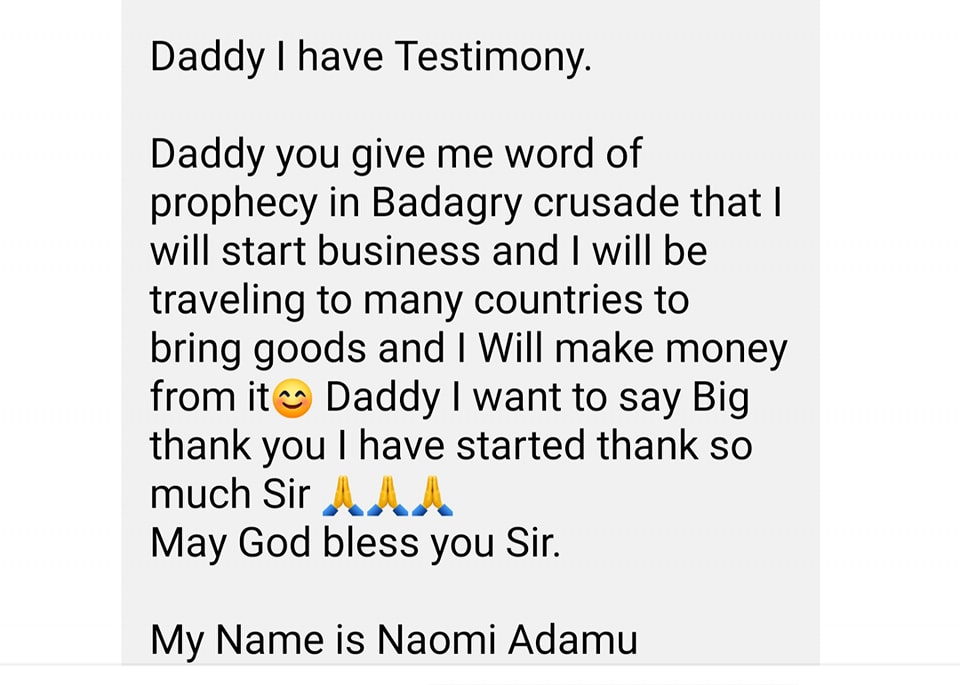 Daddy I have Testimony.
Daddy you give me word of
prophecy in Badagry crusade that I
will start business and I will be
traveling to many countries to
bring goods and I Will make money
from it😊 Daddy I want to say Big
thank you I have started thank so
much Sir 🙏🙏🙏
May God bless you Sir.
My Name is Naomi Adamu